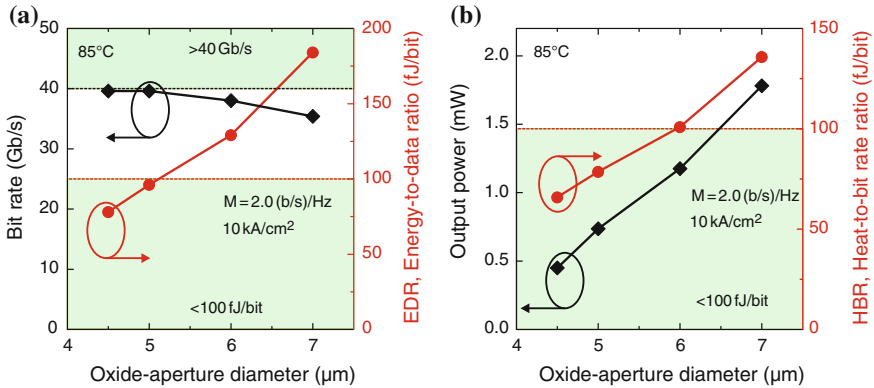 (a)
50
40
30
20
10
0
Bit rate (Gb/s)
85°C
>40 Gb/s
M = 2.0 (b/s)/Hz
10 kA/cm²
<100 fJ/bit
200
150
100
50
0
EDR, Energy-to-data ratio (fJ/bit)
4 5 6 7
Oxide-aperture diameter (µm)
(b)
2.0
1.5
1.0
0.5
0.0
Output power (mW)
85°C
M = 2.0 (b/s)/Hz
10 kA/cm²
<100 fJ/bit
150
100
50
0
HBR, Heat-to-bit rate ratio (fJ/bit)
4 5 6 7
Oxide-aperture diameter (µm)